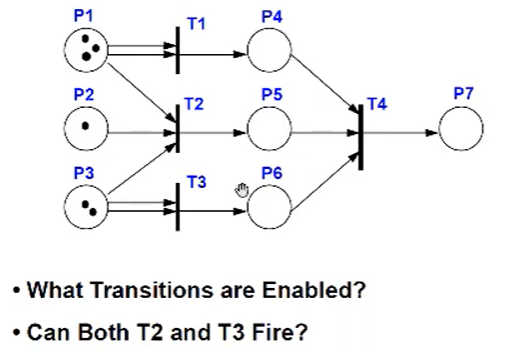 P1
T1
P4
P2
T2
P5
T4
P7
P3
T3
P6
• What Transitions are Enabled?
• Can Both T2 and T3 Fire?